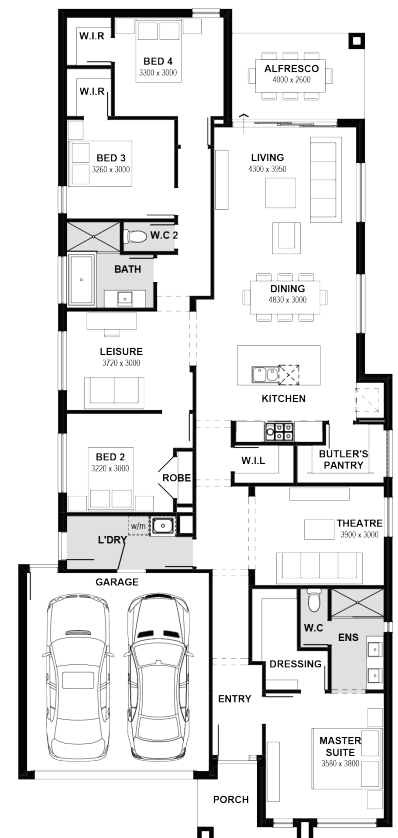 W.I.R
BED 4
3300 x 3000
ALFRESCO
4000 x 2600
W.I.R
BED 3
3260 x 3000
LIVING
4300 x 3950
W.C 2
BATH
DINING
4830 x 3000
LEISURE
3720 x 3000
KITCHEN
BED 2
3220 x 3000
ROBE
W.I.L
BUTLER'S
PANTRY
L'DRY
w/m
THEATRE
3900 x 3000
GARAGE
W.C
ENS
DRESSING
ENTRY
MASTER
SUITE
3580 x 3800
PORCH